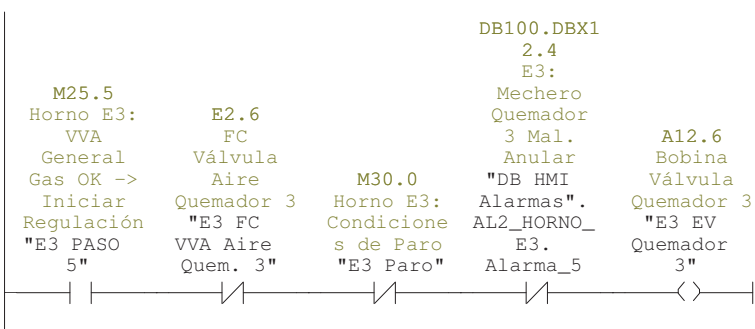 M25.5
Horno E3:
VVA
General
Gas OK ->
Iniciar
Regulación
"E3 PASO
5"
E2.6
FC
Válvula
Aire
Quemador 3
"E3 FC
VVA Aire
Quem. 3"
M30.0
Horno E3:
Condicione
s de Paro
"E3 Paro"
DB100.DBX1
2.4
E3:
Mechero
Quemador
3 Mal.
Anular
"DB HMI
Alarmas".
AL2_HORNO_
E3.
Alarma_5
A12.6
Bobina
Válvula
Quemador 3
"E3 EV
Quemador
3"